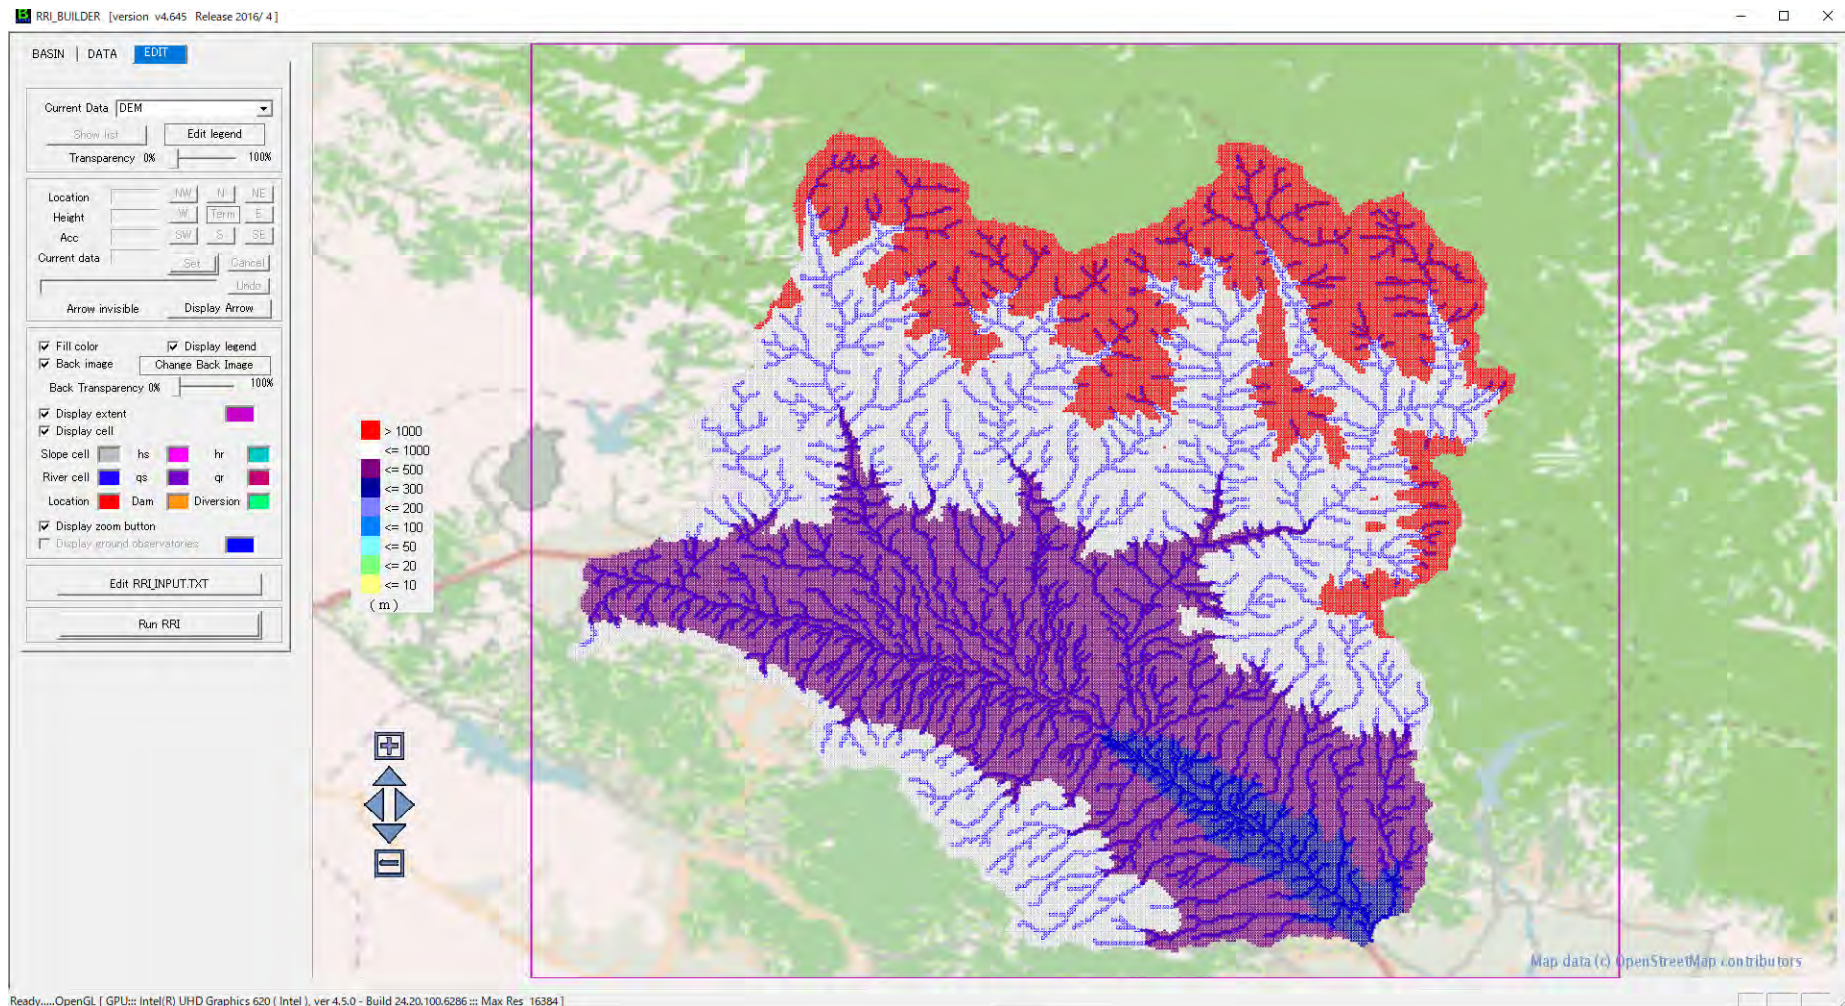 RRI_BUILDER [version v4.645 Release 2016/ 4 ]
BASIN | DATA EDIT
Current Data DEM
Show list Edit legend
Transparency 0% 100%
Location NW N NE
Height W Term E
Acc SW S SE
Current data Set Cancel
Undo
Arrow invisible Display Arrow
Fill color Display legend
Back image Change Back Image
Back Transparency 0% 100%
Display extent
Display cell
Slope cell hs hr
River cell qs qr
Location Dam Diversion
Display zoom button
Display ground observatories
Edit RRI_INPUT.TXT
Run RRI
> 1000
<= 1000
<= 500
<= 300
<= 200
<= 100
<= 50
<= 20
<= 10
( m )
Map data (c) OpenStreetMap contributors
Ready.....OpenGL [ GPU::: Intel(R) UHD Graphics 620 ( Intel ), ver 4.5.0 - Build 24.20.100.6286 ::: Max Res 16384 ]